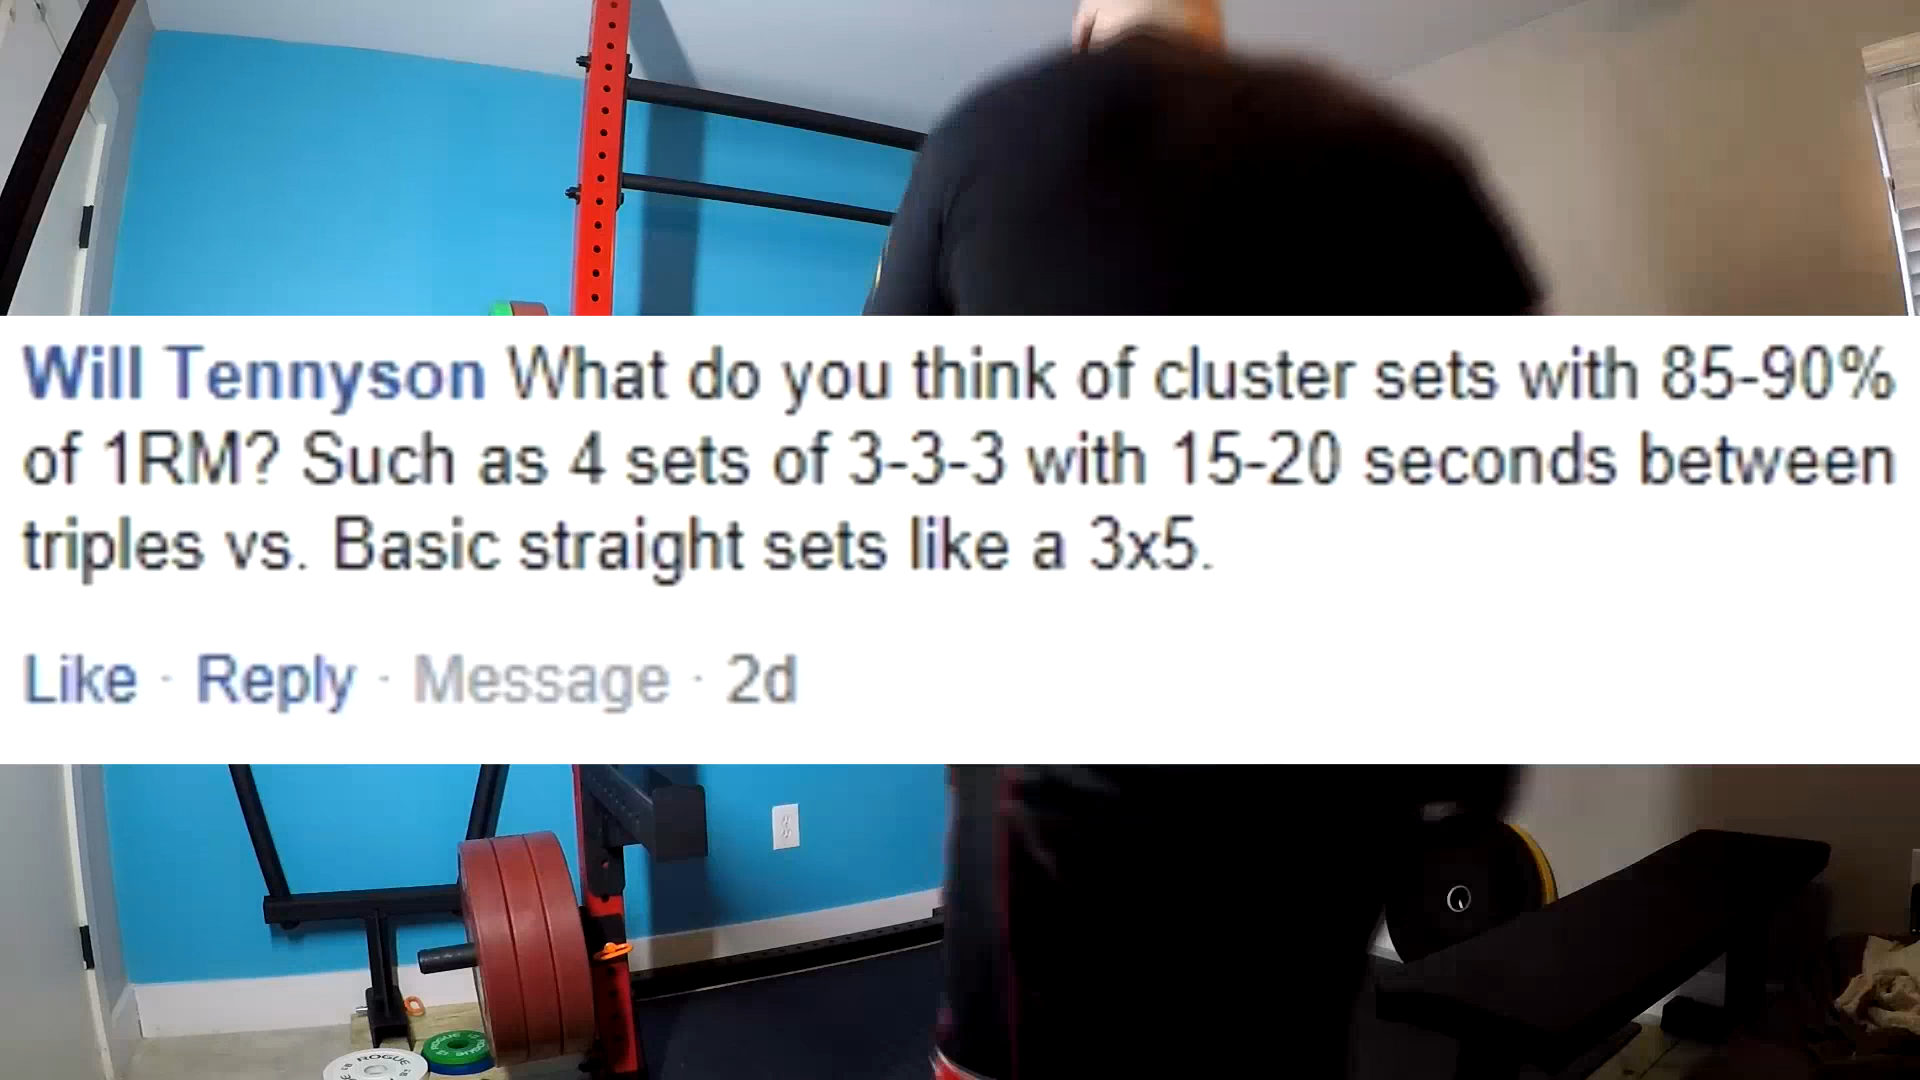 Will Tennyson What do you think of cluster sets with 85-90%
of 1RM? Such as 4 sets of 3-3-3 with 15-20 seconds between
triples vs. Basic straight sets like a 3x5.
Like · Reply · Message · 2d
ROGUE
ROGUE